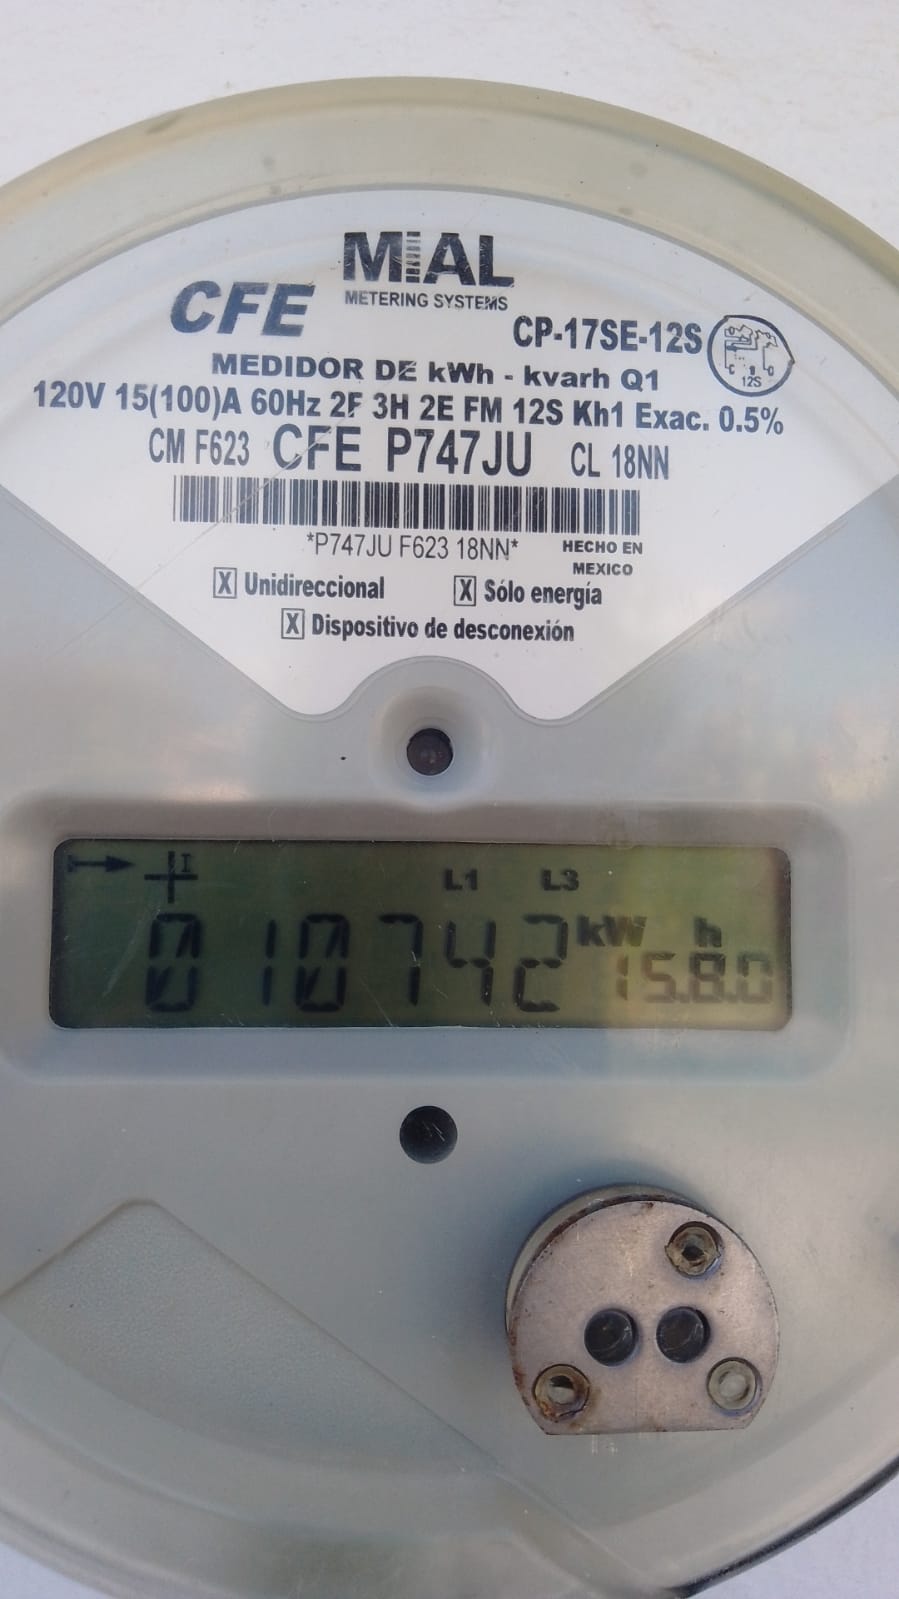 MIAL
METERING SYSTEMS
CFE
CP-17SE-12S
12S
MEDIDOR DE kWh - kvarh Q1
120V 15(100)A 60Hz 2F 3H 2E FM 12S Kh1 Exac. 0.5%
CM F623 CFE P747JU CL 18NN
*P747JU F623 18NN*
HECHO EN
MEXICO
X Unidireccional X Sólo energía
X Dispositivo de desconexión
I L1 L3
010742 kW h 15.8.0